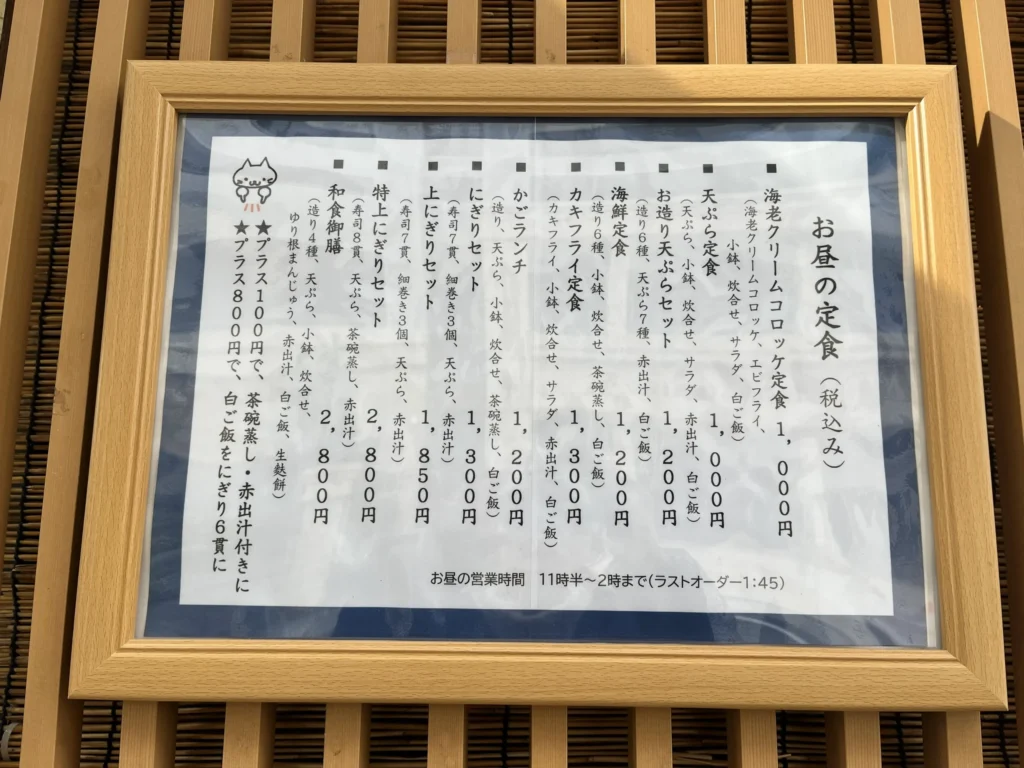 お昼の定食(税込み)
■ 海老クリームコロッケ定食 1,000円
(海老クリームコロッケ、エビフライ、
小鉢、炊合せ、サラダ、白ご飯)
■ 天ぷら定食 1,000円
(天ぷら、小鉢、炊合せ、サラダ、赤出汁、白ご飯)
■ お造り天ぷらセット 1,200円
(造り6種、天ぷら7種、赤出汁、白ご飯)
■ 海鮮定食 1,200円
(造り6種、小鉢、炊合せ、茶碗蒸し、白ご飯)
■ カキフライ定食 1,300円
(カキフライ、小鉢、炊合せ、サラダ、赤出汁、白ご飯)
■ かごランチ 1,200円
(造り、天ぷら、小鉢、炊合せ、茶碗蒸し、白ご飯)
■ にぎりセット 1,300円
(寿司7貫、細巻き3個、天ぷら、赤出汁)
■ 上にぎりセット 1,850円
(寿司7貫、細巻き3個、天ぷら、赤出汁)
■ 特上にぎりセット 2,800円
(寿司8貫、天ぷら、茶碗蒸し、赤出汁)
■ 和食御膳 2,800円
(造り4種、天ぷら、小鉢、炊合せ、
ゆり根まんじゅう、赤出汁、白ご飯、生麩餅)
★プラス100円で、茶碗蒸し・赤出汁付きに
★プラス800円で、白ご飯をにぎり6貫に
お昼の営業時間 11時半～2時まで(ラストオーダー1:45)